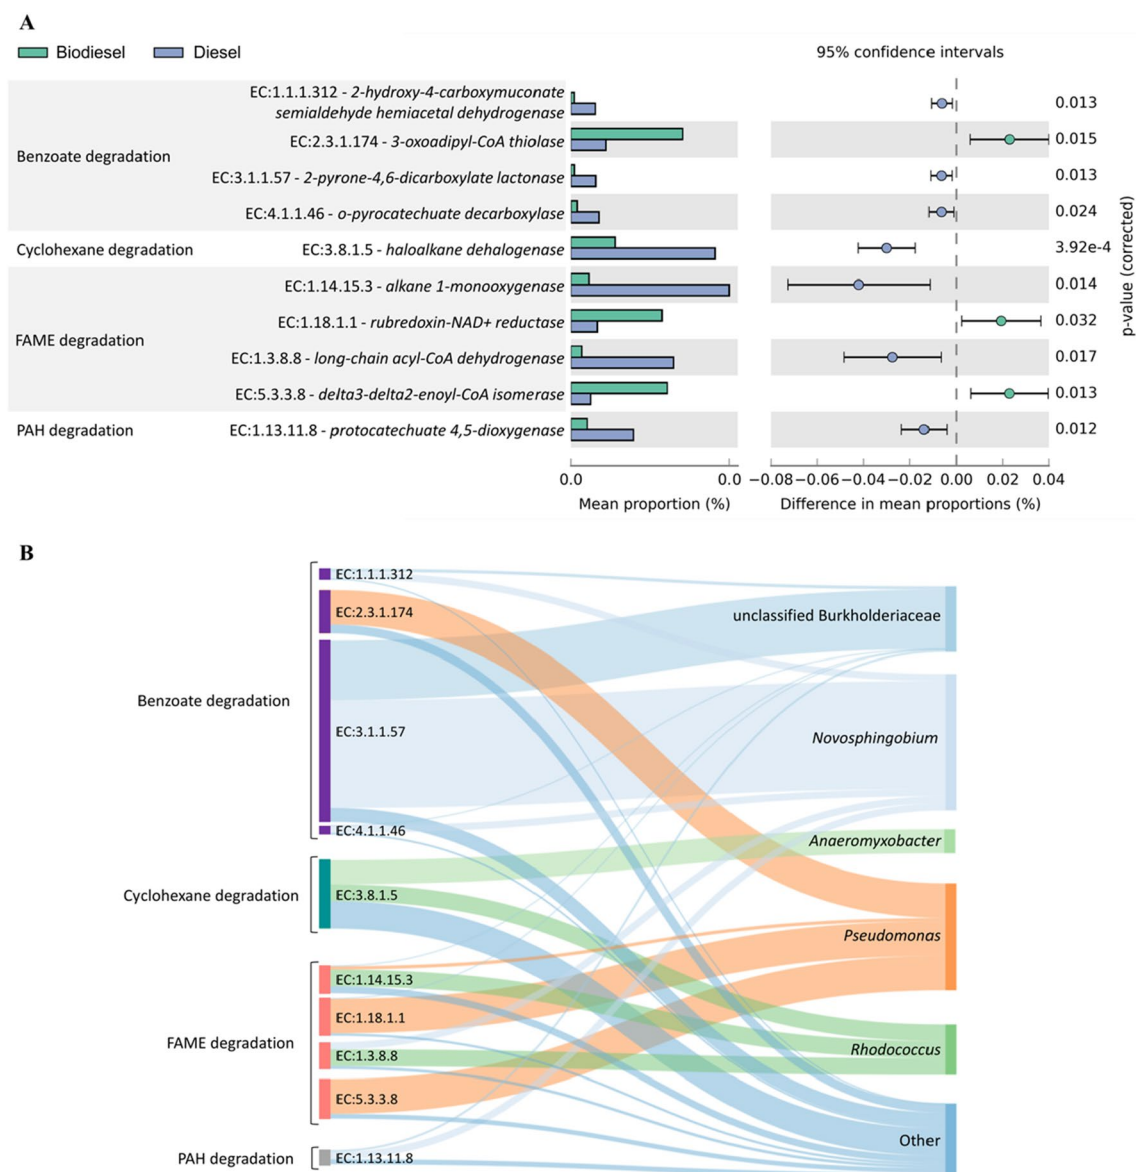 A
Biodiesel
Diesel
95% confidence intervals
Benzoate degradation
EC:1.1.1.312 - 2-hydroxy-4-carboxymuconate
semialdehyde hemiacetal dehydrogenase
0.013
EC:2.3.1.174 - 3-oxoadipyl-CoA thiolase
0.015
EC:3.1.1.57 - 2-pyrone-4,6-dicarboxylate lactonase
0.013
EC:4.1.1.46 - o-pyrocatechuate decarboxylase
0.024
Cyclohexane degradation
EC:3.8.1.5 - haloalkane dehalogenase
3.92e-4
FAME degradation
EC:1.14.15.3 - alkane 1-monooxygenase
0.014
EC:1.18.1.1 - rubredoxin-NAD+ reductase
0.032
EC:1.3.8.8 - long-chain acyl-CoA dehydrogenase
0.017
EC:5.3.3.8 - delta3-delta2-enoyl-CoA isomerase
0.013
PAH degradation
EC:1.13.11.8 - protocatechuate 4,5-dioxygenase
0.012
p-value (corrected)
0.0
0.0
−0.08
−0.06
−0.04
−0.02
0.00
0.02
0.04
Mean proportion (%)
Difference in mean proportions (%)
B
Benzoate degradation
EC:1.1.1.312
EC:2.3.1.174
EC:3.1.1.57
EC:4.1.1.46
Cyclohexane degradation
EC:3.8.1.5
FAME degradation
EC:1.14.15.3
EC:1.18.1.1
EC:1.3.8.8
EC:5.3.3.8
PAH degradation
EC:1.13.11.8
unclassified Burkholderiaceae
Novosphingobium
Anaeromyxobacter
Pseudomonas
Rhodococcus
Other